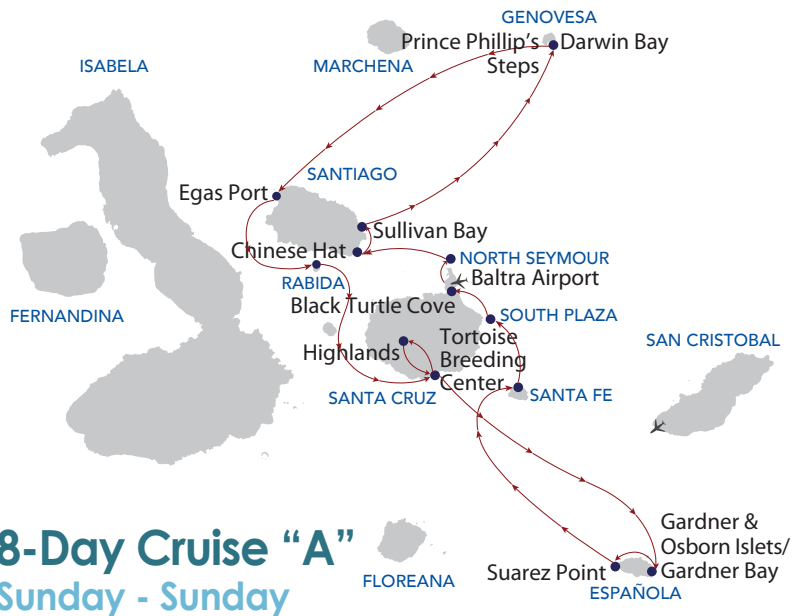 GENOVESA
Prince Phillip's
Steps
Darwin Bay
MARCHENA
ISABELA
SANTIAGO
Egas Port
Sullivan Bay
Chinese Hat
NORTH SEYMOUR
Baltra Airport
RABIDA
Black Turtle Cove
FERNANDINA
SOUTH PLAZA
Tortoise
Breeding
Center
Highlands
SAN CRISTOBAL
SANTA CRUZ
SANTA FE
Gardner &
Osborn Islets/
Gardner Bay
Suarez Point
ESPAÑOLA
FLOREANA
8-Day Cruise “A”
Sunday - Sunday